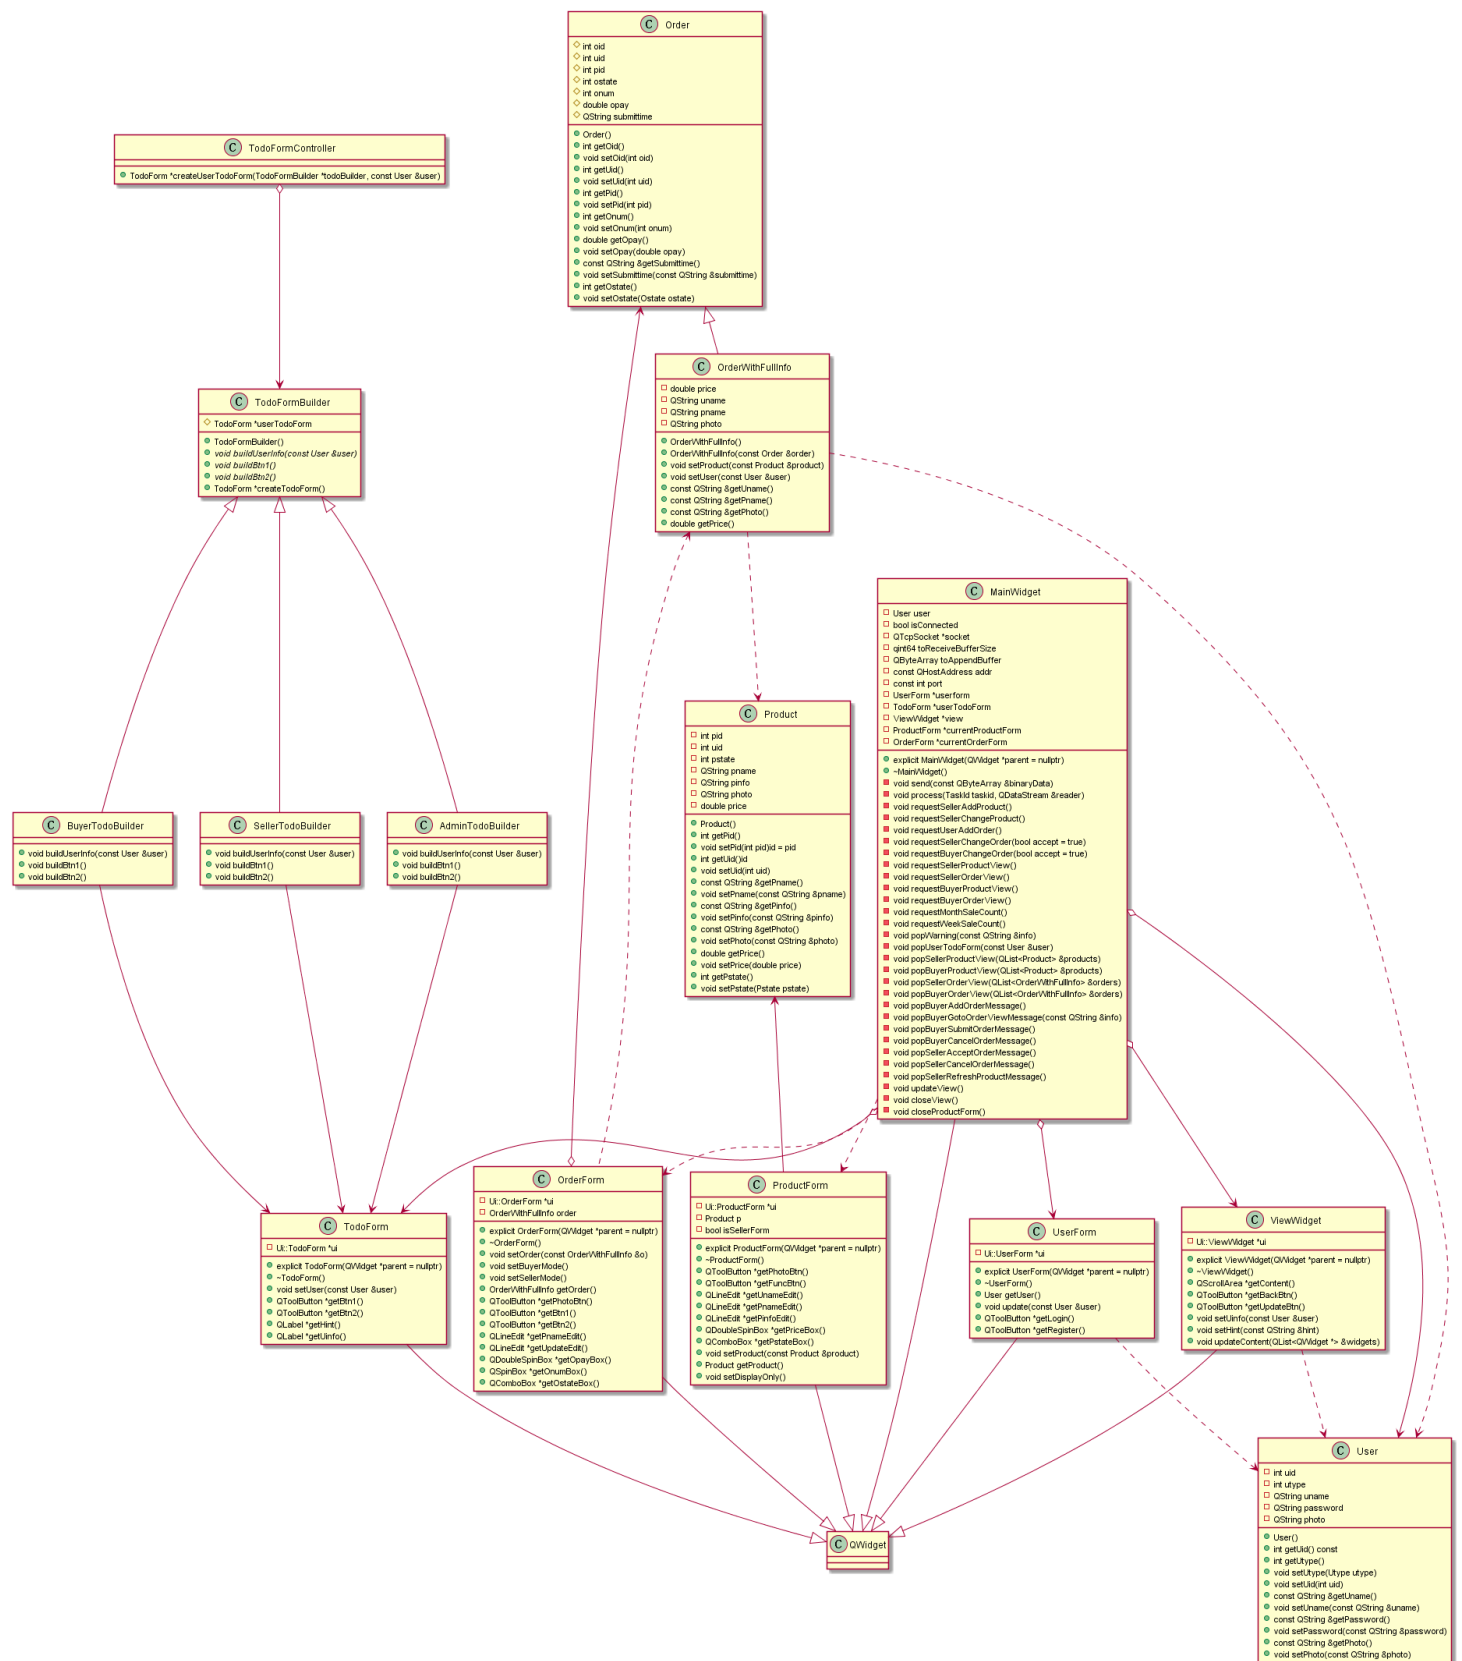 C Order
int oid
int uid
int pid
int ostate
int onum
double opay
QString submittime
Order()
int getOid()
void setOid(int oid)
int getUid()
void setUid(int uid)
int getPid()
void setPid(int pid)
int getOnum()
void setOnum(int onum)
double getOpay()
void setOpay(double opay)
const QString &getSubmittime()
void setSubmittime(const QString &submittime)
int getOstate()
void setOstate(Ostate ostate)
C TodoFormController
TodoForm *createUserTodoForm(TodoFormBuilder *todoBuilder, const User &user)
C OrderWithFullInfo
double price
QString uname
QString pname
QString photo
OrderWithFullInfo()
OrderWithFullInfo(const Order &order)
void setProduct(const Product &product)
void setUser(const User &user)
const QString &getUname()
const QString &getPname()
const QString &getPhoto()
double getPrice()
C TodoFormBuilder
TodoForm *userTodoForm
TodoFormBuilder()
void buildUserInfo(const User &user)
void buildBtn1()
void buildBtn2()
TodoForm *createTodoForm()
C MainWidget
User user
bool isConnected
QTcpSocket *socket
qint64 toReceiveBufferSize
QByteArray toAppendBuffer
const QHostAddress addr
const int port
UserForm *userform
TodoForm *userTodoForm
ViewWidget *view
ProductForm *currentProductForm
OrderForm *currentOrderForm
explicit MainWidget(QWidget *parent = nullptr)
~MainWidget()
void send(const QByteArray &binaryData)
void process(TaskId taskid, QDataStream &reader)
void requestSellerAddProduct()
void requestSellerChangeProduct()
void requestUserAddOrder()
void requestSellerChangeOrder(bool accept = true)
void requestBuyerChangeOrder(bool accept = true)
void requestSellerProductView()
void requestSellerOrderView()
void requestBuyerProductView()
void requestBuyerOrderView()
void requestMonthSaleCount()
void requestWeekSaleCount()
void popWarning(const QString &info)
void popUserTodoForm(const User &user)
void popSellerProductView(QList<Product> &products)
void popBuyerProductView(QList<Product> &products)
void popSellerOrderView(QList<OrderWithFullInfo> &orders)
void popBuyerOrderView(QList<OrderWithFullInfo> &orders)
void popBuyerAddOrderMessage()
void popBuyerGotoOrderViewMessage(const QString &info)
void popBuyerSubmitOrderMessage()
void popBuyerCancelOrderMessage()
void popSellerAcceptOrderMessage()
void popSellerCancelOrderMessage()
void popSellerRefreshProductMessage()
void updateView()
void closeView()
void closeProductForm()
C Product
int pid
int uid
int pstate
QString pname
QString pinfo
QString photo
double price
Product()
int getPid()
void setPid(int pid)id = pid
int getUid()id
void setUid(int uid)
const QString &getPname()
void setPname(const QString &pname)
const QString &getPinfo()
void setPinfo(const QString &pinfo)
const QString &getPhoto()
void setPhoto(const QString &photo)
double getPrice()
void setPrice(double price)
int getPstate()
void setPstate(Pstate pstate)
C BuyerTodoBuilder
void buildUserInfo(const User &user)
void buildBtn1()
void buildBtn2()
C SellerTodoBuilder
void buildUserInfo(const User &user)
void buildBtn1()
void buildBtn2()
C AdminTodoBuilder
void buildUserInfo(const User &user)
void buildBtn1()
void buildBtn2()
C TodoForm
Ui::TodoForm *ui
explicit TodoForm(QWidget *parent = nullptr)
~TodoForm()
void setUser(const User &user)
QToolButton *getBtn1()
QToolButton *getBtn2()
QLabel *getHint()
QLabel *getUinfo()
C OrderForm
Ui::OrderForm *ui
OrderWithFullInfo order
explicit OrderForm(QWidget *parent = nullptr)
~OrderForm()
void setOrder(const OrderWithFullInfo &o)
void setBuyerMode()
void setSellerMode()
OrderWithFullInfo getOrder()
QToolButton *getPhotoBtn()
QToolButton *getBtn1()
QToolButton *getBtn2()
QLineEdit *getPnameEdit()
QLineEdit *getUpdateEdit()
QDoubleSpinBox *getOpayBox()
QSpinBox *getOnumBox()
QComboBox *getOstateBox()
C ProductForm
Ui::ProductForm *ui
Product p
bool isSellerForm
explicit ProductForm(QWidget *parent = nullptr)
~ProductForm()
QToolButton *getPhotoBtn()
QToolButton *getFuncBtn()
QLineEdit *getUnameEdit()
QLineEdit *getPnameEdit()
QLineEdit *getPinfoEdit()
QDoubleSpinBox *getPriceBox()
QComboBox *getPstateBox()
void setProduct(const Product &product)
Product getProduct()
void setDisplayOnly()
C UserForm
Ui::UserForm *ui
explicit UserForm(QWidget *parent = nullptr)
~UserForm()
User getUser()
void update(const User &user)
QToolButton *getLogin()
QToolButton *getRegister()
C ViewWidget
Ui::ViewWidget *ui
explicit ViewWidget(QWidget *parent = nullptr)
~ViewWidget()
QScrollArea *getContent()
QToolButton *getBackBtn()
QToolButton *getUpdateBtn()
void setUinfo(const User &user)
void setHint(const QString &hint)
void updateContent(QList<QWidget *> &widgets)
C QWidget
C User
int uid
int utype
QString uname
QString password
QString photo
User()
int getUid() const
int getUtype()
void setUtype(Utype utype)
void setUid(int uid)
const QString &getUname()
void setUname(const QString &uname)
const QString &getPassword()
void setPassword(const QString &password)
const QString &getPhoto()
void setPhoto(const QString &photo)